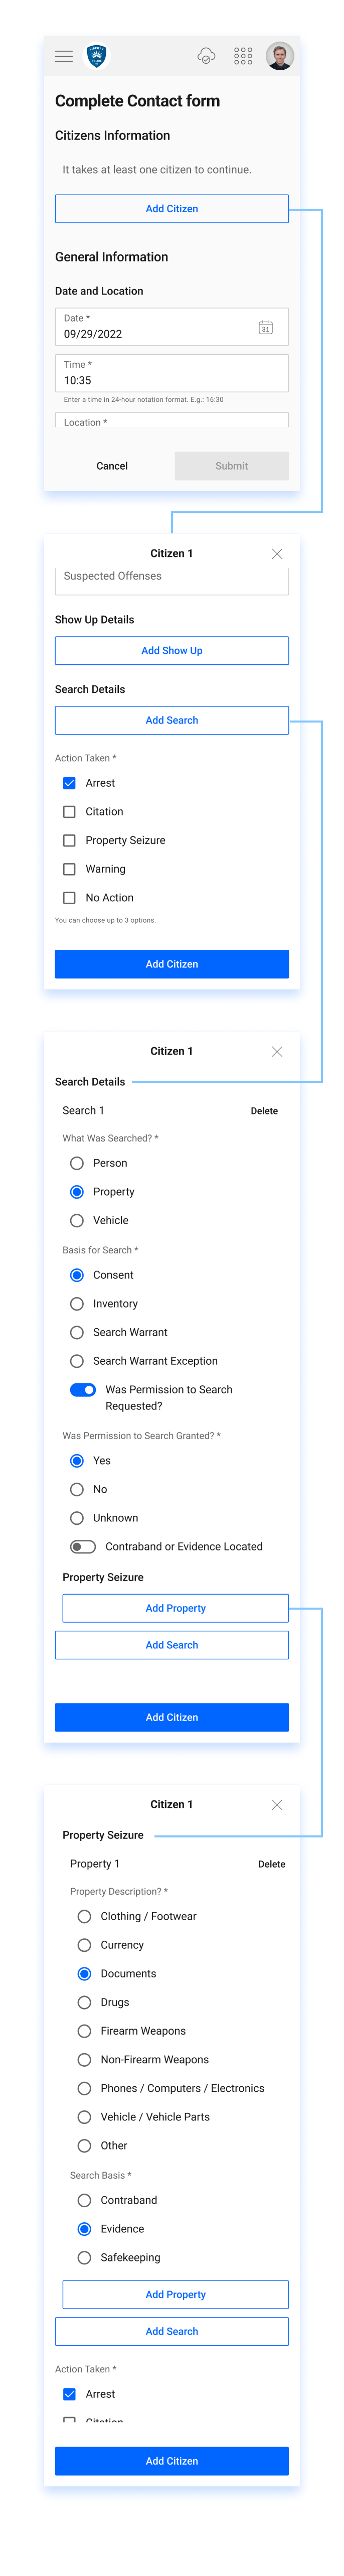 LIBERTY
POLICE
Complete Contact form
Citizens Information
It takes at least one citizen to continue.
Add Citizen
General Information
Date and Location
Date *
09/29/2022
31
Time *
10:35
Enter a time in 24-hour notation format. E.g.: 16:30
Location *
Cancel
Submit
Citizen 1
Suspected Offenses
Show Up Details
Add Show Up
Search Details
Add Search
Action Taken *
Arrest
Citation
Property Seizure
Warning
No Action
You can choose up to 3 options.
Add Citizen
Citizen 1
Search Details
Search 1
Delete
What Was Searched? *
Person
Property
Vehicle
Basis for Search *
Consent
Inventory
Search Warrant
Search Warrant Exception
Was Permission to Search
Requested?
Was Permission to Search Granted? *
Yes
No
Unknown
Contraband or Evidence Located
Property Seizure
Add Property
Add Search
Add Citizen
Citizen 1
Property Seizure
Property 1
Delete
Property Description? *
Clothing / Footwear
Currency
Documents
Drugs
Firearm Weapons
Non-Firearm Weapons
Phones / Computers / Electronics
Vehicle / Vehicle Parts
Other
Search Basis *
Contraband
Evidence
Safekeeping
Add Property
Add Search
Action Taken *
Arrest
Citation
Add Citizen